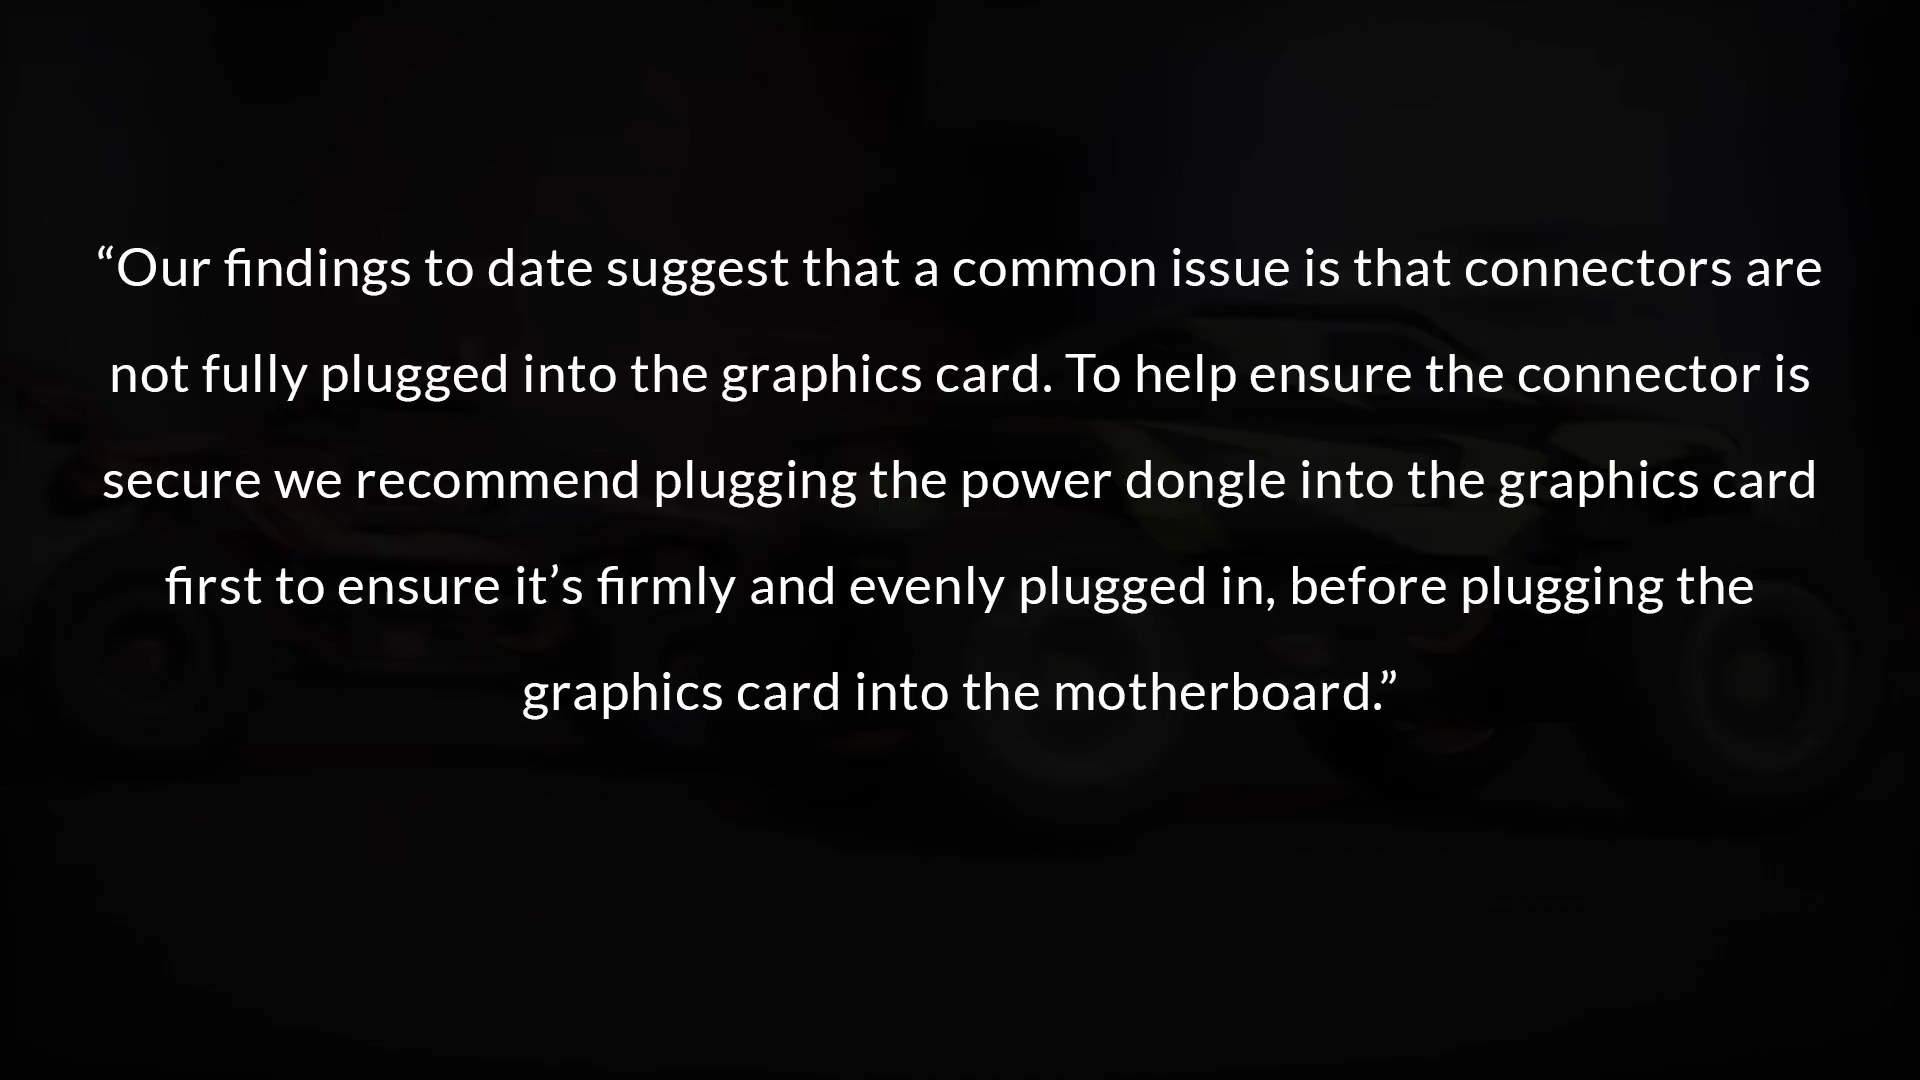 “Our findings to date suggest that a common issue is that connectors are
not fully plugged into the graphics card. To help ensure the connector is
secure we recommend plugging the power dongle into the graphics card
first to ensure it’s firmly and evenly plugged in, before plugging the
graphics card into the motherboard.”